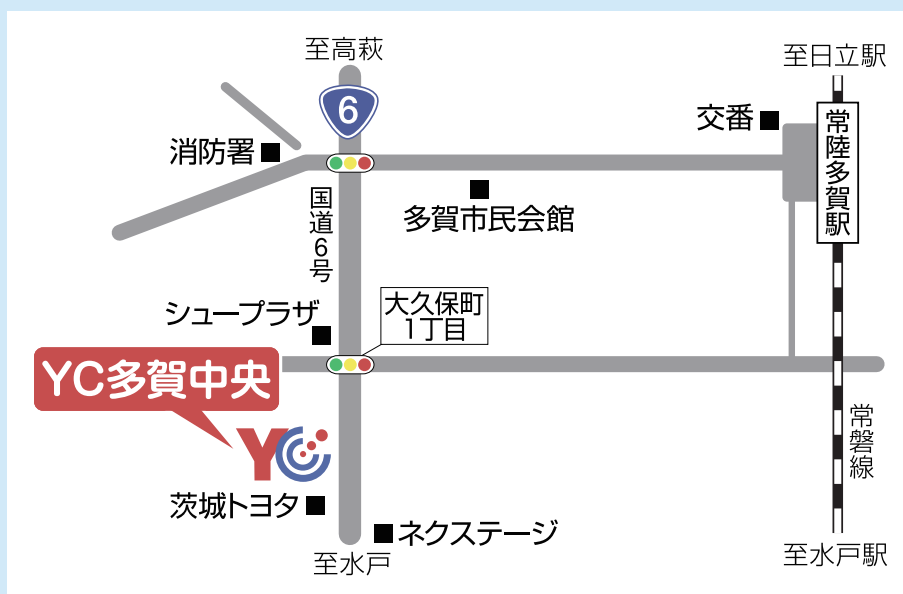 至高萩
至日立駅
6
交番
消防署
常陸多賀駅
国道6号
多賀市民会館
シュープラザ
大久保町
1丁目
YC多賀中央
常磐線
YC
茨城トヨタ
ネクステージ
至水戸
至水戸駅